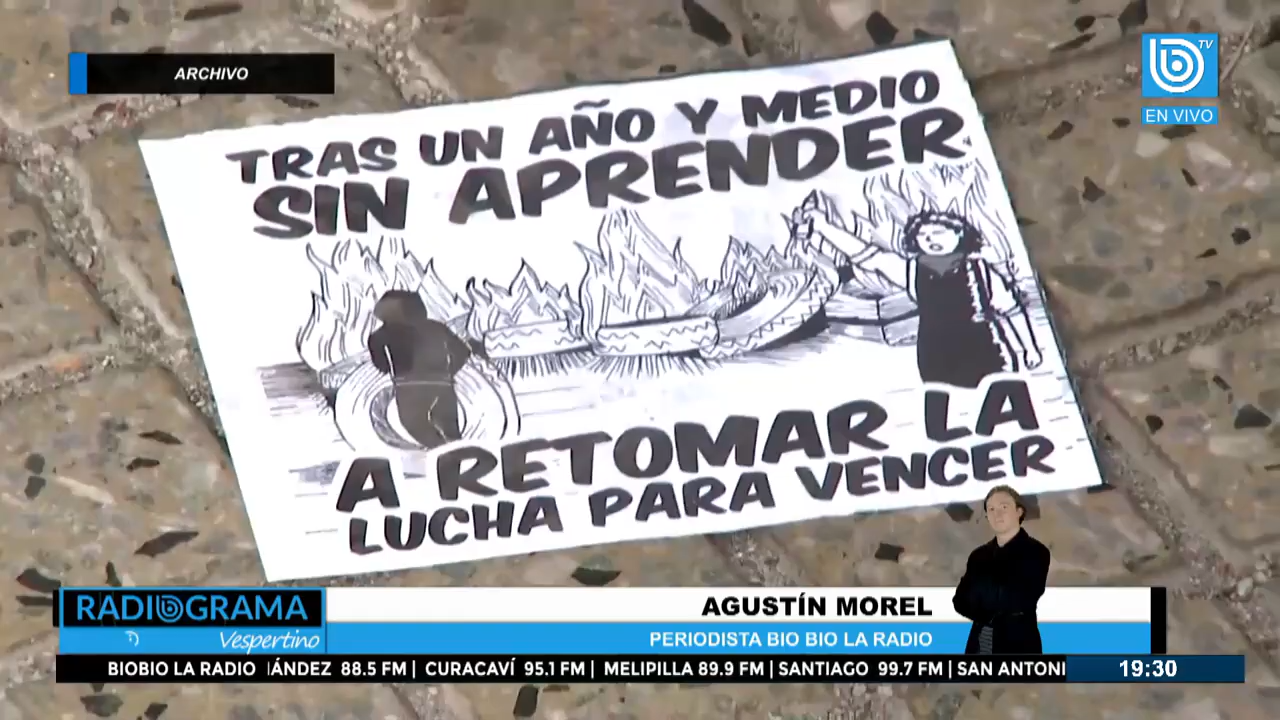 ARCHIVO
TV
EN VIVO
TRAS UN AÑO Y MEDIO
SIN APRENDER
A RETOMAR LA
LUCHA PARA VENCER
RADIOGRAMA
Vespertino
AGUSTÍN MOREL
PERIODISTA BIO BIO LA RADIO
BIOBIO LA RADIO ÁNDEZ 88.5 FM | CURACAVÍ 95.1 FM | MELIPILLA 89.9 FM | SANTIAGO 99.7 FM | SAN ANTONI
19:30